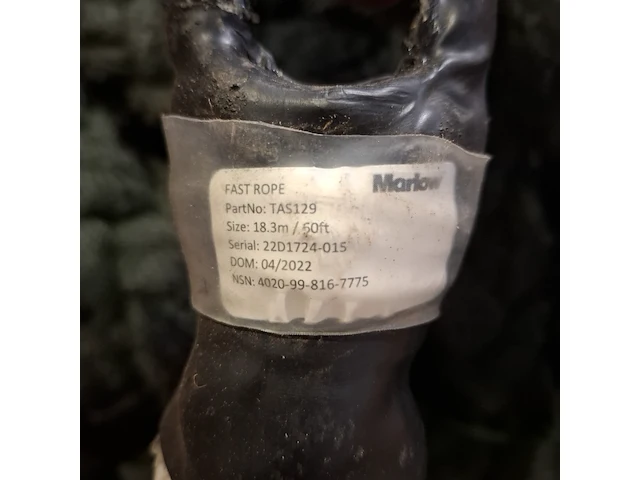 FAST ROPE Marlow
PartNo: TAS129
Size: 18.3m / 60ft
Serial: 22D1724-015
DOM: 04/2022
NSN: 4020-99-816-7775